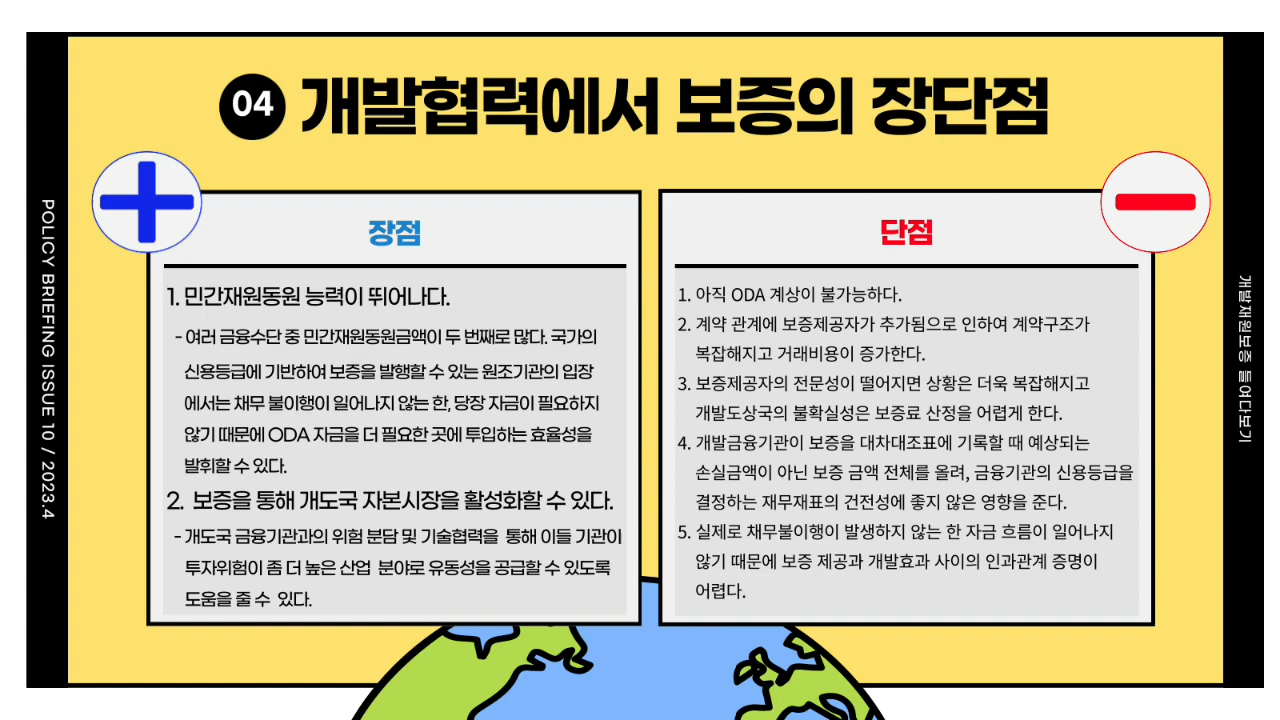 04 개발협력에서 보증의 장단점
POLICY BRIEFING ISSUE 10 / 2023.4
장점
1. 민간재원동원 능력이 뛰어나다.
- 여러 금융수단 중 민간재원동원금액이 두 번째로 많다. 국가의
신용등급에 기반하여 보증을 발행할 수 있는 원조기관의 입장
에서는 채무 불이행이 일어나지 않는 한, 당장 자금이 필요하지
않기 때문에 ODA 자금을 더 필요한 곳에 투입하는 효율성을
발휘할 수 있다.
2. 보증을 통해 개도국 자본시장을 활성화할 수 있다.
- 개도국 금융기관과의 위험 분담 및 기술협력을 통해 이들 기관이
투자위험이 좀 더 높은 산업 분야로 유동성을 공급할 수 있도록
도움을 줄 수 있다.
단점
1. 아직 ODA 계상이 불가능하다.
2. 계약 관계에 보증제공자가 추가됨으로 인하여 계약구조가
복잡해지고 거래비용이 증가한다.
3. 보증제공자의 전문성이 떨어지면 상황은 더욱 복잡해지고
개발도상국의 불확실성은 보증료 산정을 어렵게 한다.
4. 개발금융기관이 보증을 대차대조표에 기록할 때 예상되는
손실금액이 아닌 보증 금액 전체를 올려, 금융기관의 신용등급을
결정하는 재무재표의 건전성에 좋지 않은 영향을 준다.
5. 실제로 채무불이행이 발생하지 않는 한 자금 흐름이 일어나지
않기 때문에 보증 제공과 개발효과 사이의 인과관계 증명이
어렵다.
개발재원보증 들여다보기